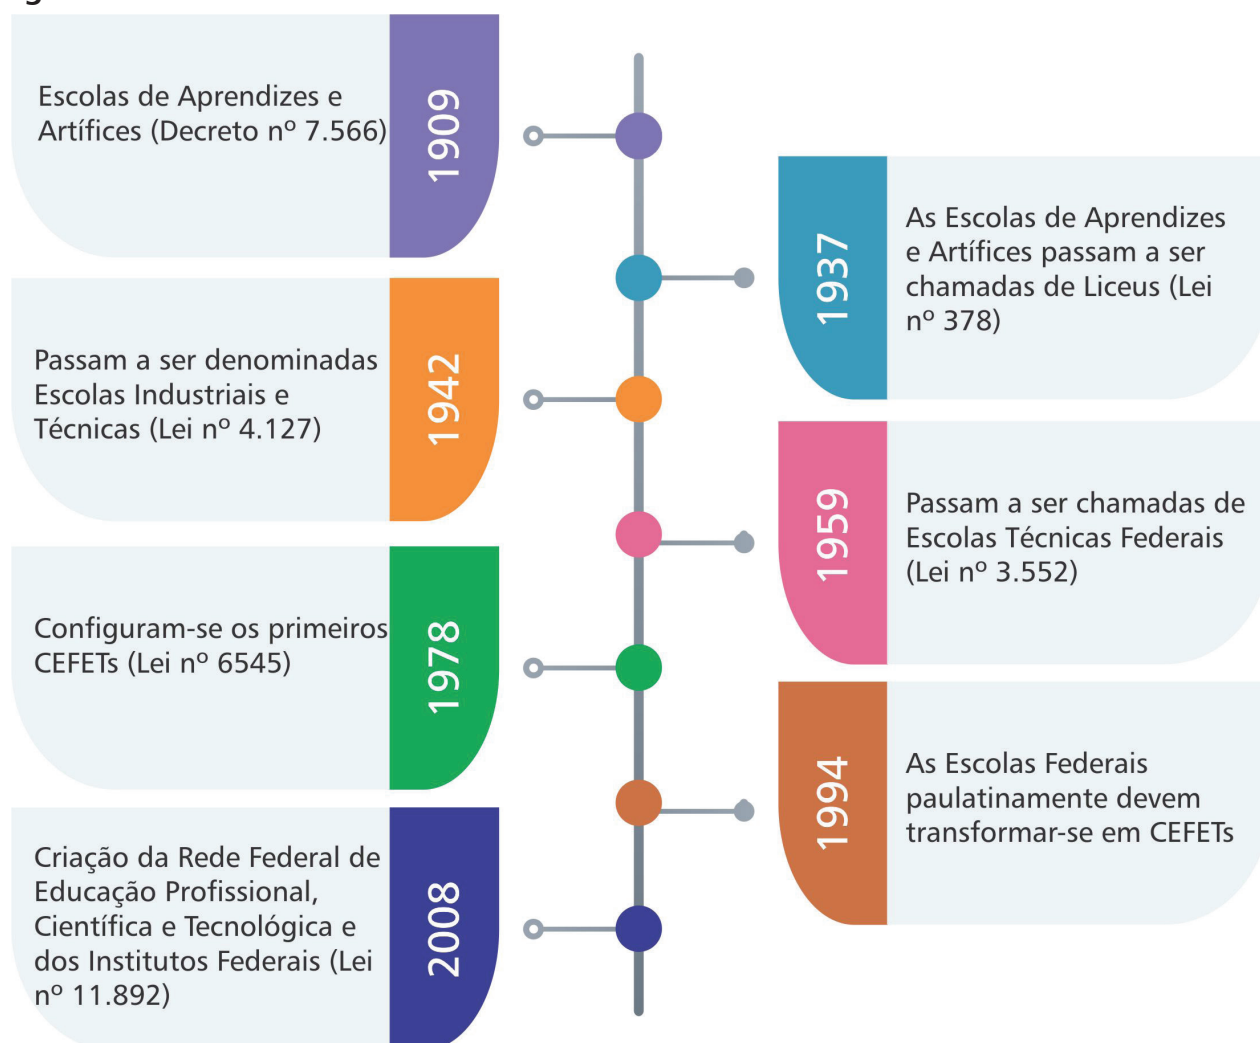 Escolas de Aprendizes e
Artífices (Decreto nº 7.566)
1909
1937
As Escolas de Aprendizes
e Artífices passam a ser
chamadas de Liceus (Lei
nº 378)
Passam a ser denominadas
Escolas Industriais e
Técnicas (Lei nº 4.127)
1942
1959
Passam a ser chamadas de
Escolas Técnicas Federais
(Lei nº 3.552)
Configuram-se os primeiros
CEFETs (Lei nº 6545)
1978
1994
As Escolas Federais
paulatinamente devem
transformar-se em CEFETs
Criação da Rede Federal de
Educação Profissional,
Científica e Tecnológica e
dos Institutos Federais (Lei
nº 11.892)
2008